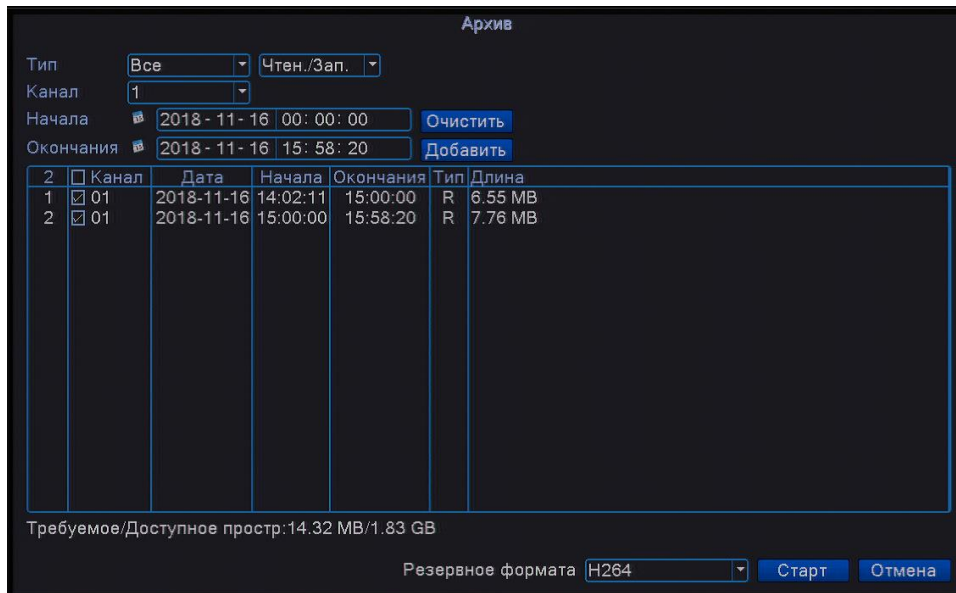 Архив
Тип Все Чтен./Зап.
Канал 1
Начала 2018-11-16 00:00:00 Очистить
Окончания 2018-11-16 15:58:20 Добавить
2 Канал Дата Начала Окончания Тип Длина
1 01 2018-11-16 14:02:11 15:00:00 R 6.55 MB
2 01 2018-11-16 15:00:00 15:58:20 R 7.76 MB
Требуемое/Доступное простр:14.32 MB/1.83 GB
Резервное формата H264 Старт Отмена